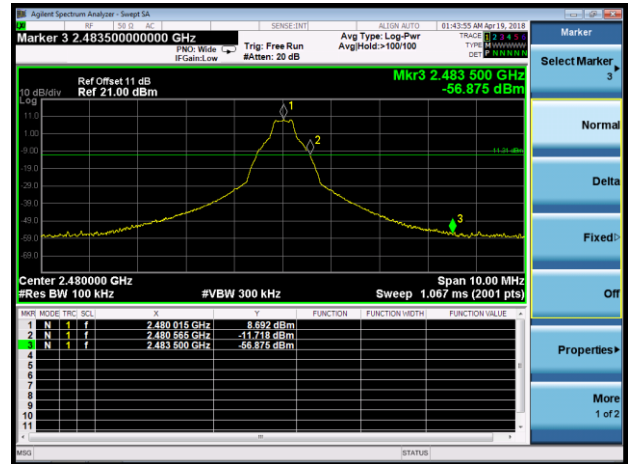 Agilent Spectrum Analyzer - Swept SA
RF 50 Ω AC SENSE:INT ALIGN AUTO 01:43:55 AM Apr 19, 2018
Marker 3 2.483500000000 GHz
PNO: Wide
IFGain:Low
Trig: Free Run
#Atten: 20 dB
Avg Type: Log-Pwr
Avg|Hold:>100/100
TRACE 1 2 3 4 5 6
TYPE M WWWWW
DET P N N N N N
Ref Offset 11 dB
10 dB/div Ref 21.00 dBm
Mkr3 2.483 500 GHz
-56.875 dBm
Log
11.0
1.00
-9.00
-19.0
-29.0
-39.0
-49.0
-59.0
-69.0
1
2
3
-11.31 dBm
Center 2.480000 GHz Span 10.00 MHz
#Res BW 100 kHz #VBW 300 kHz Sweep 1.067 ms (2001 pts)
MKR MODE TRC SCL X Y FUNCTION FUNCTION WIDTH FUNCTION VALUE
1 N 1 f 2.480 015 GHz 8.692 dBm
2 N 1 f 2.480 565 GHz -11.718 dBm
3 N 1 f 2.483 500 GHz -56.875 dBm
4
5
6
7
8
9
10
11
MSG STATUS
Marker
Select Marker
3
Normal
Delta
Fixed
Off
Properties
More
1 of 2